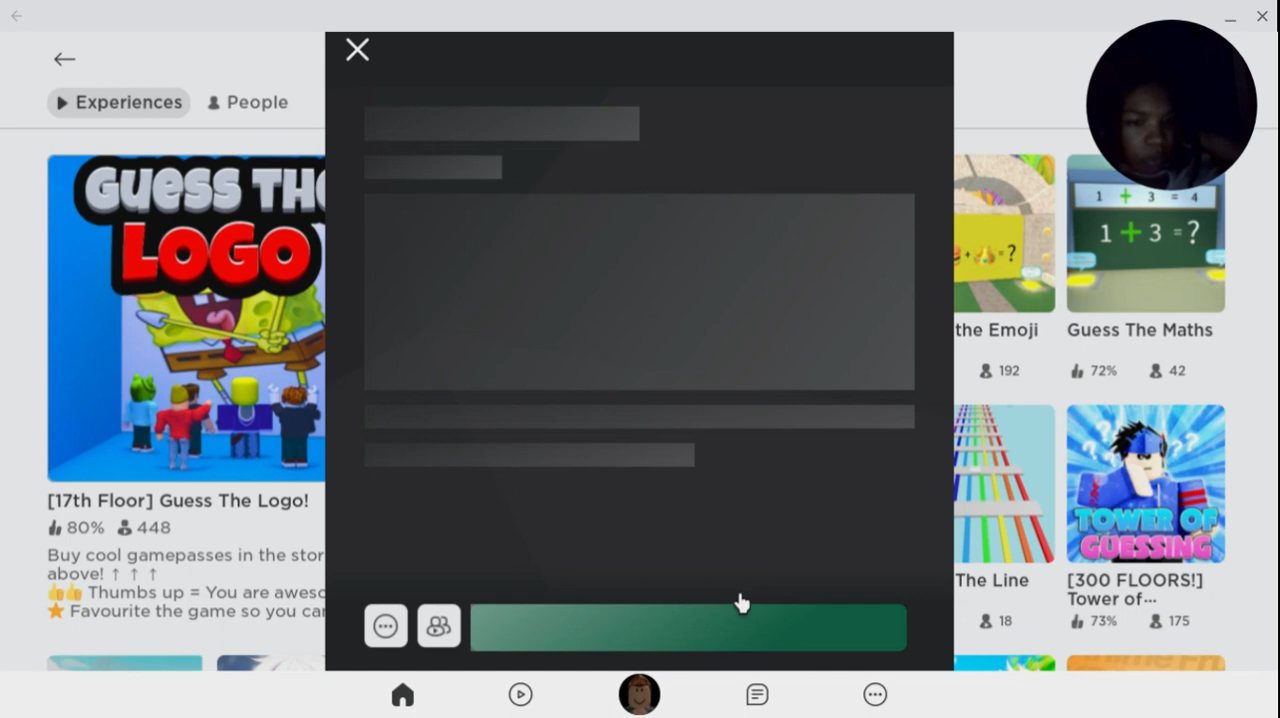 Experiences People
GUESS THE
LOGO
[17th Floor] Guess The Logo!
80% 448
Buy cool gamepasses in the stor
above! ↑ ↑ ↑
👍👍 Thumbs up = You are aweso
⭐ Favourite the game so you can
1 + 3 = 4
1 + 3 = ?
+ = ?
the Emoji
192
Guess The Maths
72% 42
TOWER OF
GUESSING
The Line
18
[300 FLOORS!]
Tower of...
73% 175